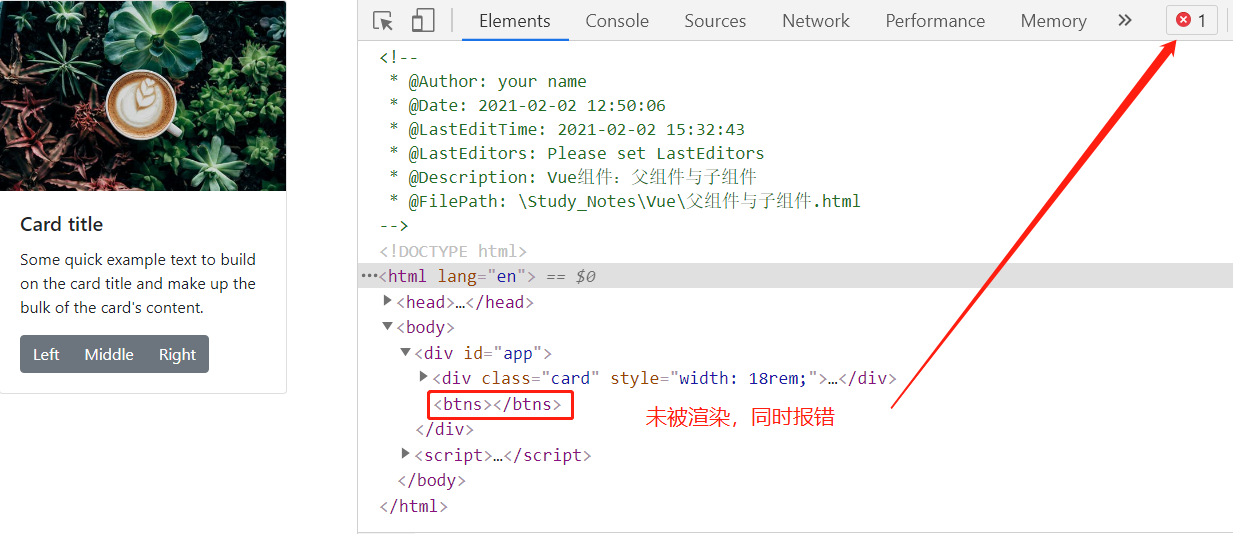 Elements Console Sources Network Performance Memory » 1
<!--
* @Author: your name
* @Date: 2021-02-02 12:50:06
* @LastEditTime: 2021-02-02 15:32:43
* @LastEditors: Please set LastEditors
* @Description: Vue组件：父组件与子组件
* @FilePath: \Study_Notes\Vue\父组件与子组件.html
-->
<!DOCTYPE html>
…<html lang="en"> == $0
<head>…</head>
<body>
<div id="app">
<div class="card" style="width: 18rem;">…</div>
<btns></btns>
未被渲染，同时报错
</div>
<script>…</script>
</body>
</html>
Card title
Some quick example text to build
on the card title and make up the
bulk of the card's content.
Left Middle Right